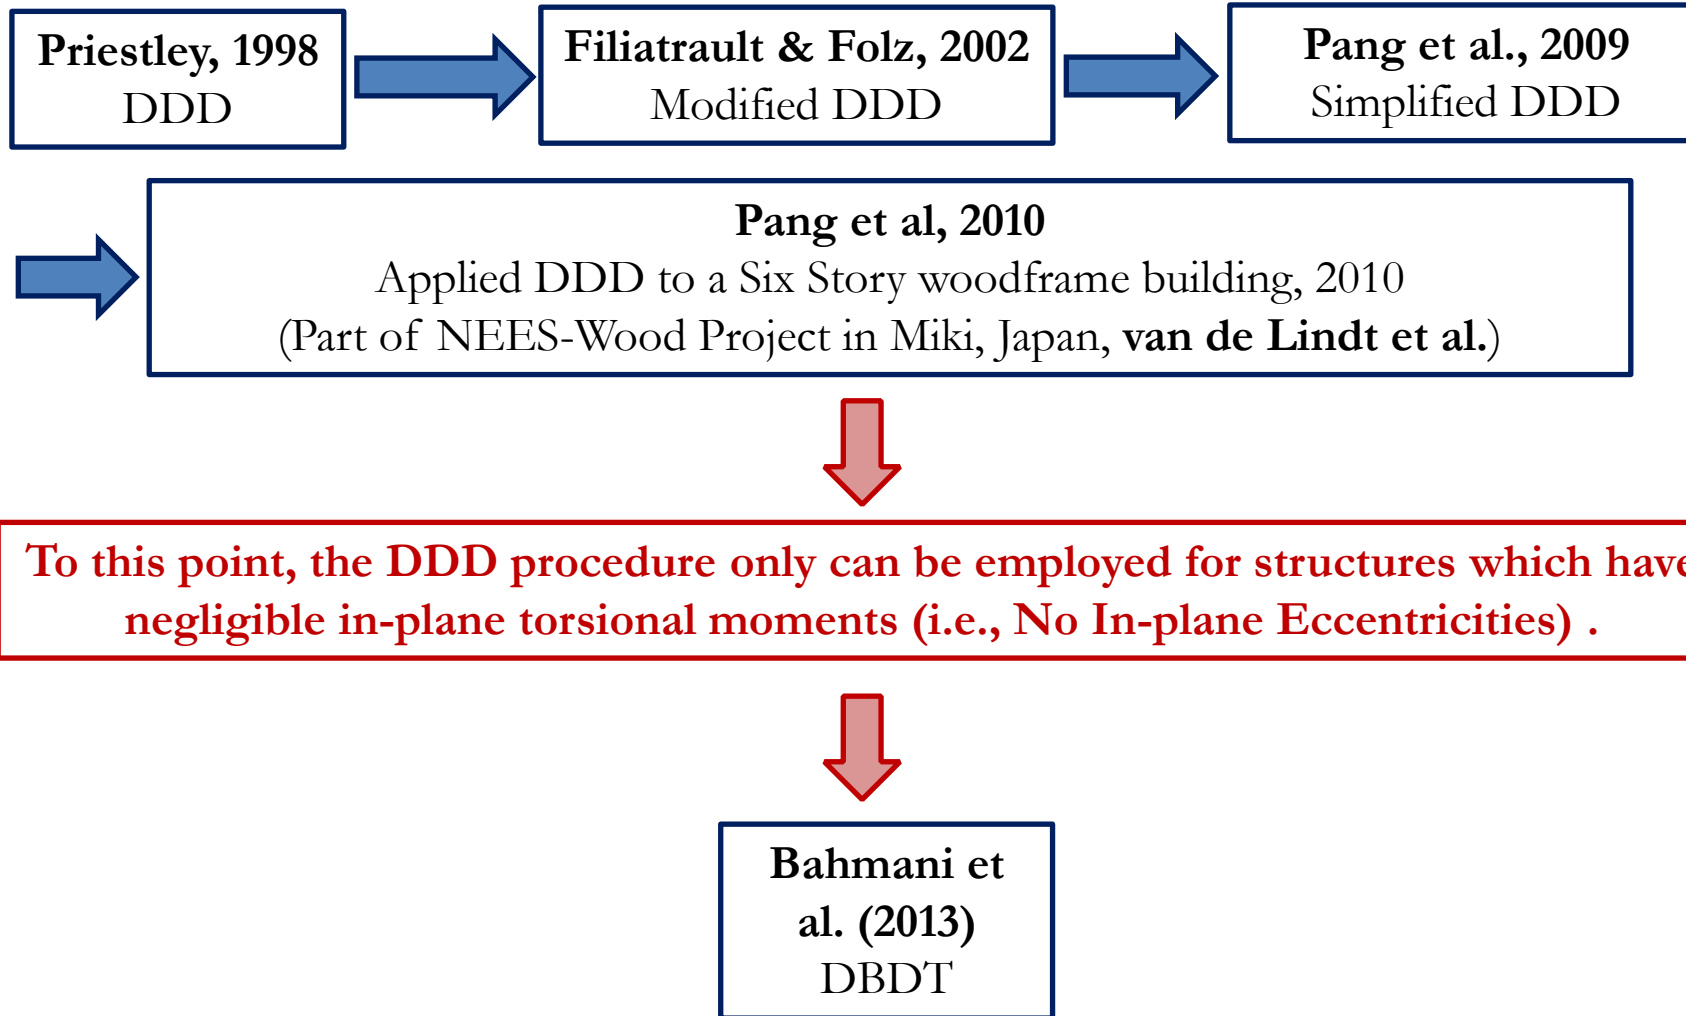 Priestley, 1998
DDD
Filiatrault & Folz, 2002
Modified DDD
Pang et al., 2009
Simplified DDD
Pang et al, 2010
Applied DDD to a Six Story woodframe building, 2010
(Part of NEES-Wood Project in Miki, Japan, van de Lindt et al.)
To this point, the DDD procedure only can be employed for structures which have
negligible in-plane torsional moments (i.e., No In-plane Eccentricities) .
Bahmani et
al. (2013)
DBDT